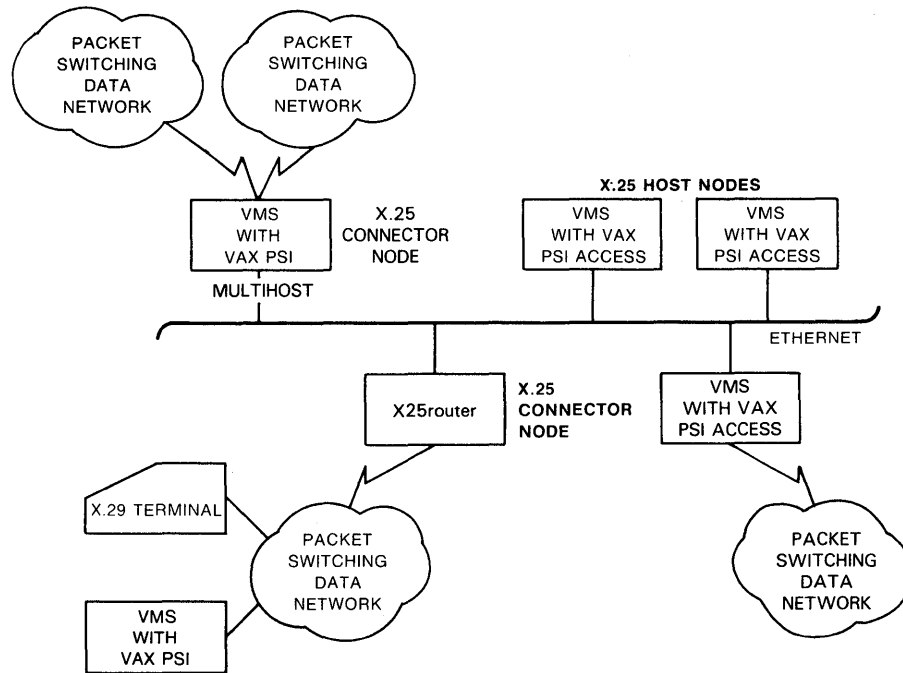 PACKET
SWITCHING
DATA
NETWORK
PACKET
SWITCHING
DATA
NETWORK
VMS
WITH
VAX PSI
X.25
CONNECTOR
NODE
MULTIHOST
X.25 HOST NODES
VMS
WITH VAX
PSI ACCESS
VMS
WITH VAX
PSI ACCESS
ETHERNET
X25router
X.25
CONNECTOR
NODE
VMS
WITH VAX
PSI ACCESS
X.29 TERMINAL
PACKET
SWITCHING
DATA
NETWORK
VMS
WITH
VAX PSI
PACKET
SWITCHING
DATA
NETWORK